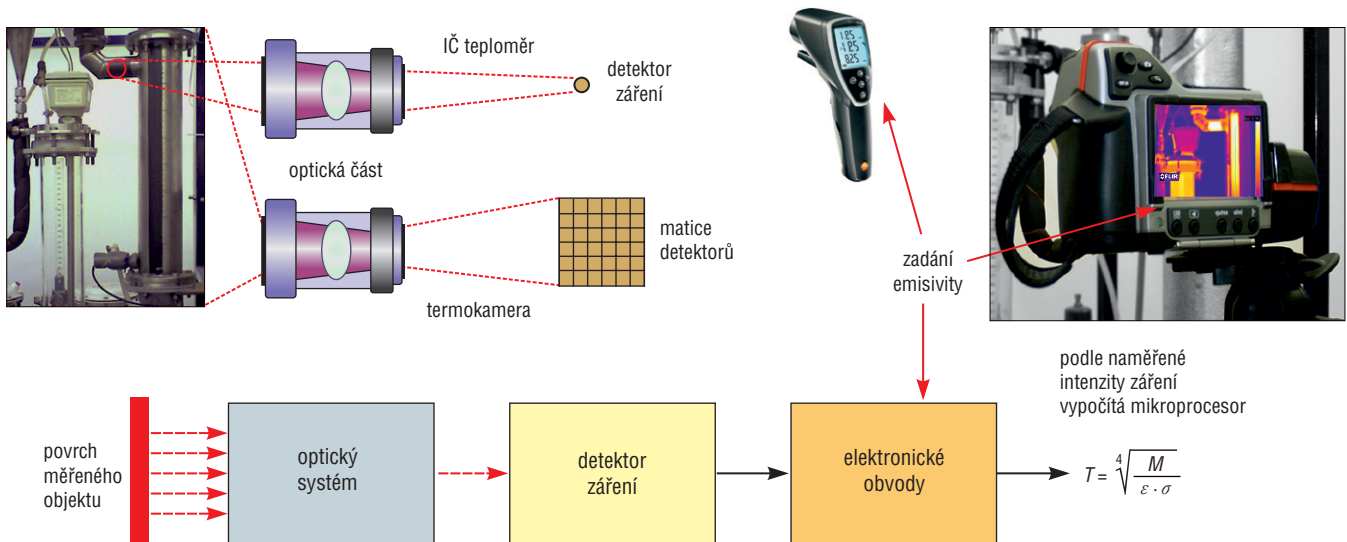 IČ teploměr
detektor
záření
optická část
matice
detektorů
termokamera
zadání
emisivity
FLIR
podle naměřené
intenzity záření
vypočítá mikroprocesor
povrch
měřeného
objektu
optický
systém
detektor
záření
elektronické
obvody
T = ⁴√(M / ε · σ)